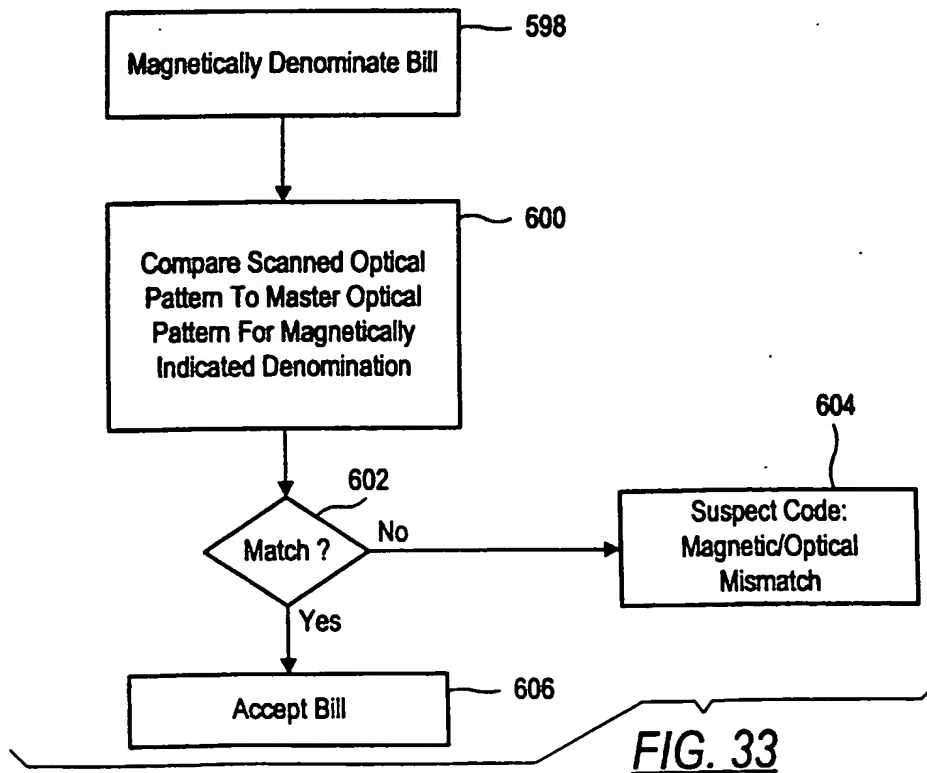 598
Magnetically Denominate Bill
600
Compare Scanned Optical
Pattern To Master Optical
Pattern For Magnetically
Indicated Denomination
602
Match ?
No
604
Suspect Code:
Magnetic/Optical
Mismatch
Yes
606
Accept Bill
FIG. 33